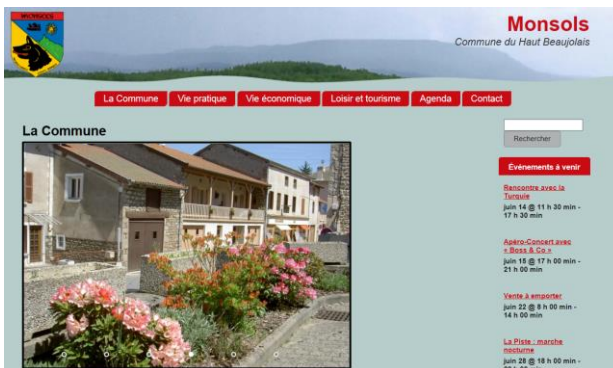 MONSOLS
Monsols
Commune du Haut Beaujolais
La Commune
Vie pratique
Vie économique
Loisir et tourisme
Agenda
Contact
La Commune
Rechercher
Événements à venir
Rencontre avec la
Turquie
juin 14 @ 11 h 30 min -
17 h 30 min
Apéro-Concert avec
« Boss & Co »
juin 15 @ 17 h 00 min -
21 h 00 min
Vente à emporter
juin 22 @ 8 h 00 min -
14 h 00 min
La Piste : marche
nocturne
juin 28 @ 18 h 00 min -